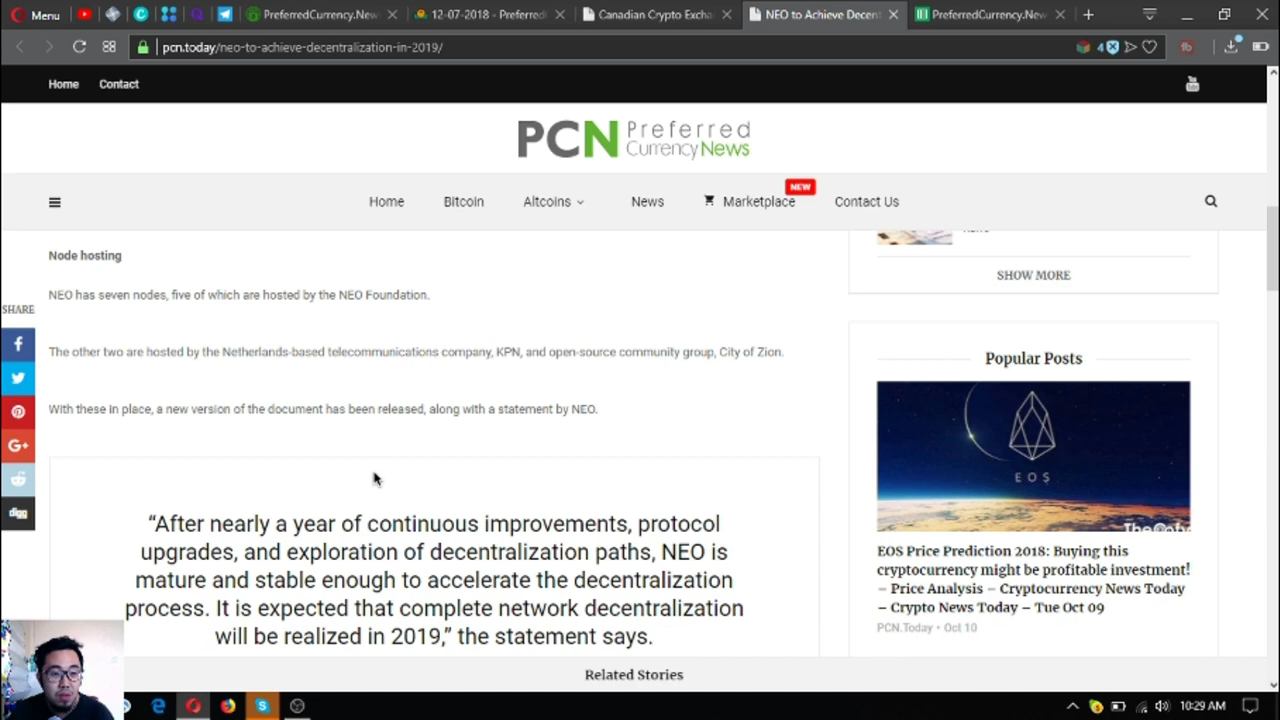 Menu
PreferredCurrency.New
12-07-2018 - Preferred
Canadian Crypto Excha
NEO to Achieve Decent
PreferredCurrency.Ne
pcn.today/neo-to-achieve-decentralization-in-2019/
4
Home Contact
You Tube
PCN Preferred CurrencyNews
NEW
Home Bitcoin Altcoins News Marketplace Contact Us
Node hosting
NEO has seven nodes, five of which are hosted by the NEO Foundation.
The other two are hosted by the Netherlands-based telecommunications company, KPN, and open-source community group, City of Zion.
With these in place, a new version of the document has been released, along with a statement by NEO.
“After nearly a year of continuous improvements, protocol
upgrades, and exploration of decentralization paths, NEO is
mature and stable enough to accelerate the decentralization
process. It is expected that complete network decentralization
will be realized in 2019,” the statement says.
SHARE
digg
SHOW MORE
Popular Posts
EOS
EOS Price Prediction 2018: Buying this
cryptocurrency might be profitable investment!
– Price Analysis – Cryptocurrency News Today
– Crypto News Today – Tue Oct 09
PCN.Today • Oct 10
Related Stories
10:29 AM